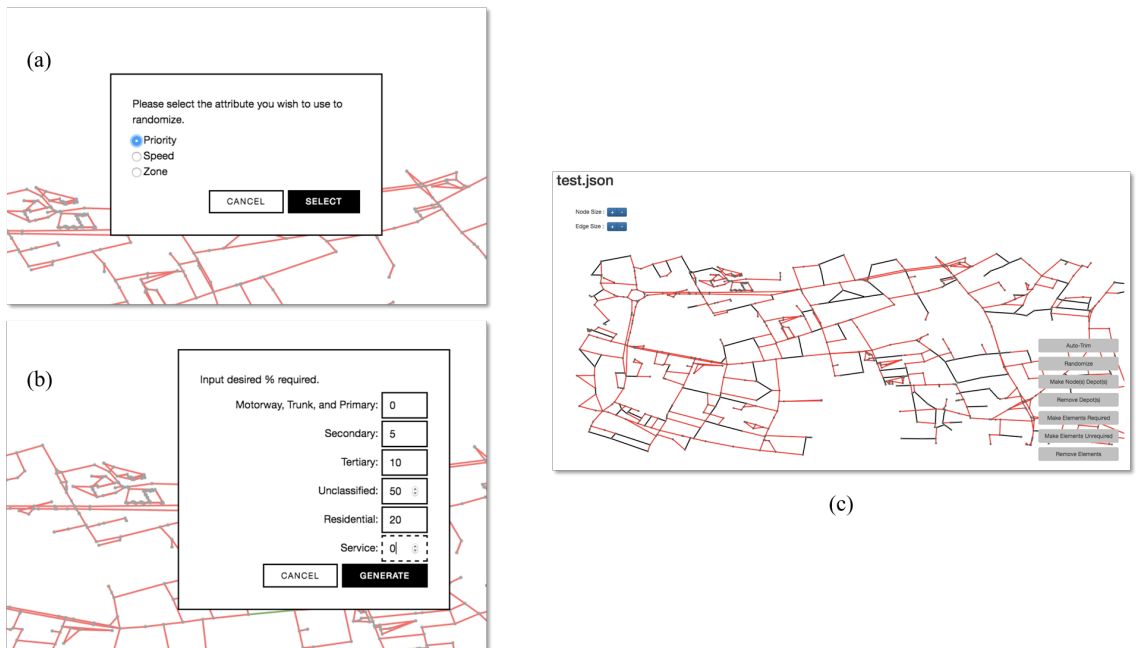 (a)
Please select the attribute you wish to use to
randomize.
Priority
Speed
Zone
CANCEL
SELECT
(b)
Input desired % required.
Motorway, Trunk, and Primary: 0
Secondary: 5
Tertiary: 10
Unclassified: 50
Residential: 20
Service: 0
CANCEL
GENERATE
test.json
Node Size : + -
Edge Size : + -
Auto-Trim
Randomize
Make Node(s) Depot(s)
Remove Depot(s)
Make Elements Required
Make Elements Unrequired
Remove Elements
(c)